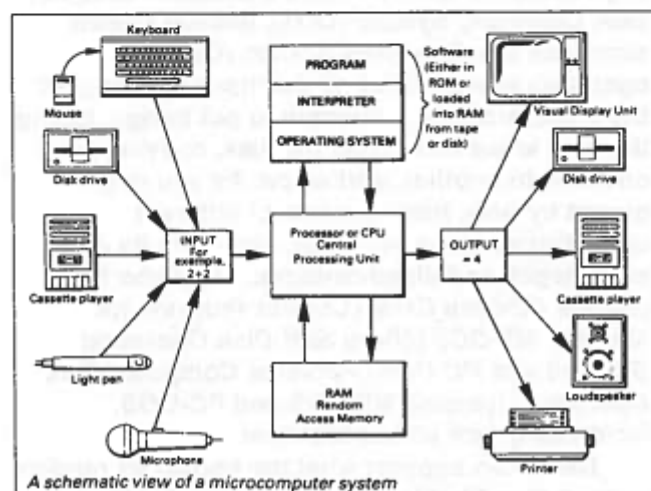 Keyboard
Mouse
Disk drive
Cassette player
Light pen
Microphone
INPUT
For
example,
2+2
PROGRAM
INTERPRETER
OPERATING SYSTEM
Software
(Either in
ROM or
loaded
into RAM
from tape
or disk)
Processor or CPU
Central
Processing Unit
RAM
Random
Access Memory
OUTPUT
= 4
Visual Display Unit
Disk drive
Cassette player
Loudspeaker
Printer
A schematic view of a microcomputer system